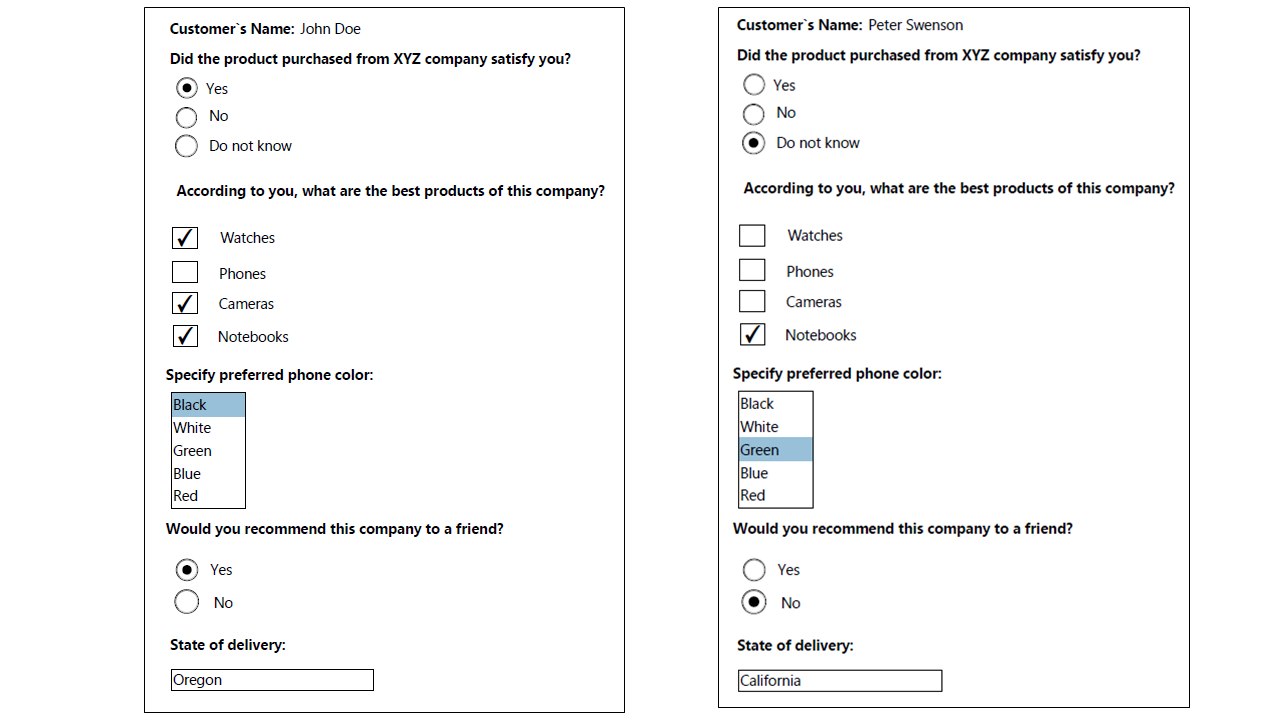 Customer`s Name: John Doe
Did the product purchased from XYZ company satisfy you?
Yes
No
Do not know
According to you, what are the best products of this company?
Watches
Phones
Cameras
Notebooks
Specify preferred phone color:
Black
White
Green
Blue
Red
Would you recommend this company to a friend?
Yes
No
State of delivery:
Oregon
Customer`s Name: Peter Swenson
Did the product purchased from XYZ company satisfy you?
Yes
No
Do not know
According to you, what are the best products of this company?
Watches
Phones
Cameras
Notebooks
Specify preferred phone color:
Black
White
Green
Blue
Red
Would you recommend this company to a friend?
Yes
No
State of delivery:
California